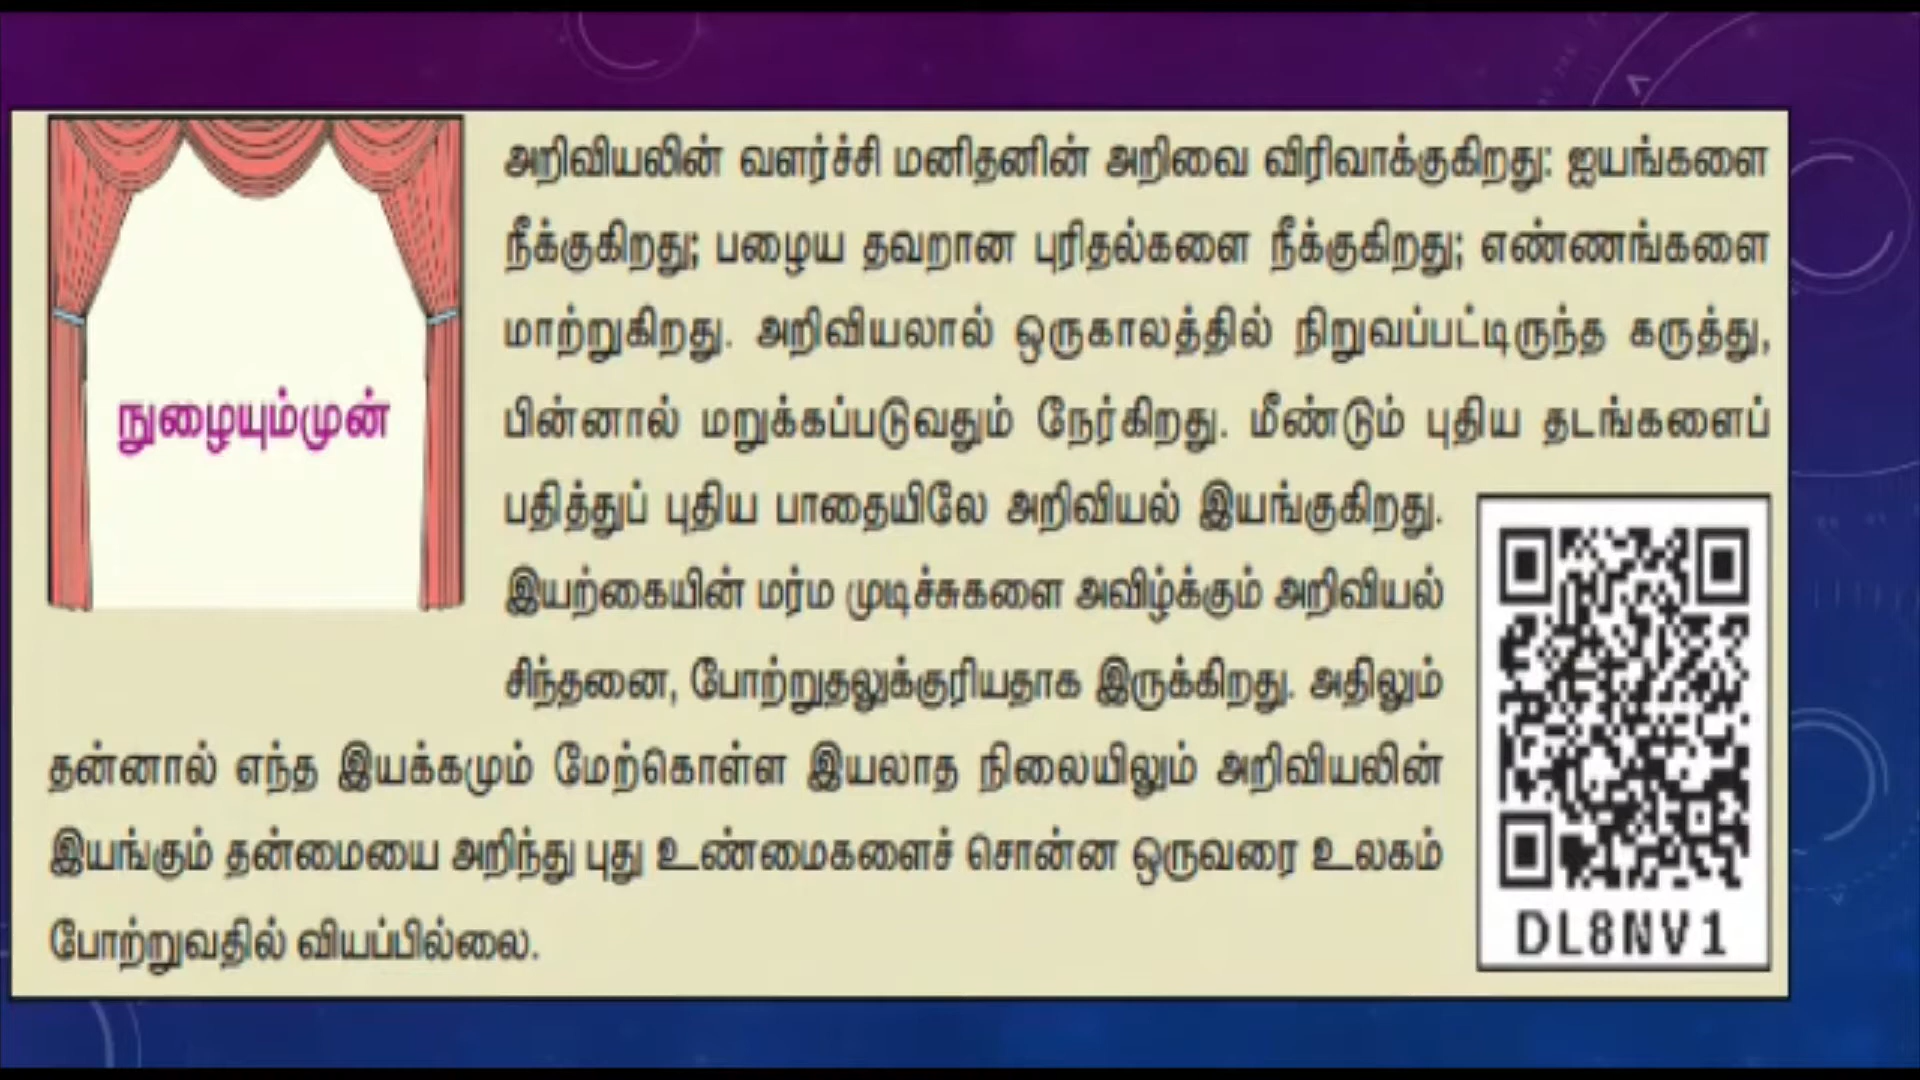 நுழையும்முன்
அறிவியலின் வளர்ச்சி மனிதனின் அறிவை விரிவாக்குகிறது: ஐயங்களை
நீக்குகிறது; பழைய தவறான புரிதல்களை நீக்குகிறது; எண்ணங்களை
மாற்றுகிறது. அறிவியலால் ஒருகாலத்தில் நிறுவப்பட்டிருந்த கருத்து,
பின்னால் மறுக்கப்படுவதும் நேர்கிறது. மீண்டும் புதிய தடங்களைப்
பதித்துப் புதிய பாதையிலே அறிவியல் இயங்குகிறது.
இயற்கையின் மர்ம முடிச்சுகளை அவிழ்க்கும் அறிவியல்
சிந்தனை, போற்றுதலுக்குரியதாக இருக்கிறது. அதிலும்
தன்னால் எந்த இயக்கமும் மேற்கொள்ள இயலாத நிலையிலும் அறிவியலின்
இயங்கும் தன்மையை அறிந்து புது உண்மைகளைச் சொன்ன ஒருவரை உலகம்
போற்றுவதில் வியப்பில்லை.
DL8NV1